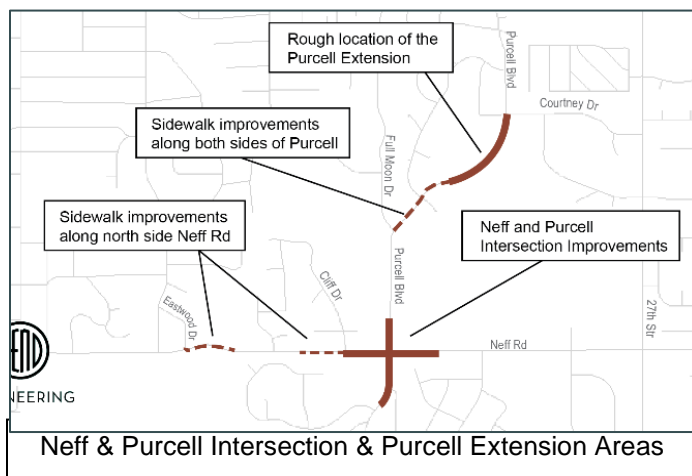 Rough location of the
Purcell Extension
Purcell Blvd
Courtney Dr
Sidewalk improvements
along both sides of Purcell
Full Moon Dr
Sidewalk improvements
along north side Neff Rd
Neff and Purcell
Intersection Improvements
Purcell Blvd
Cliff Dr
Eastwood Dr
27th Str
Neff Rd
END
NEERING
Neff & Purcell Intersection & Purcell Extension Areas